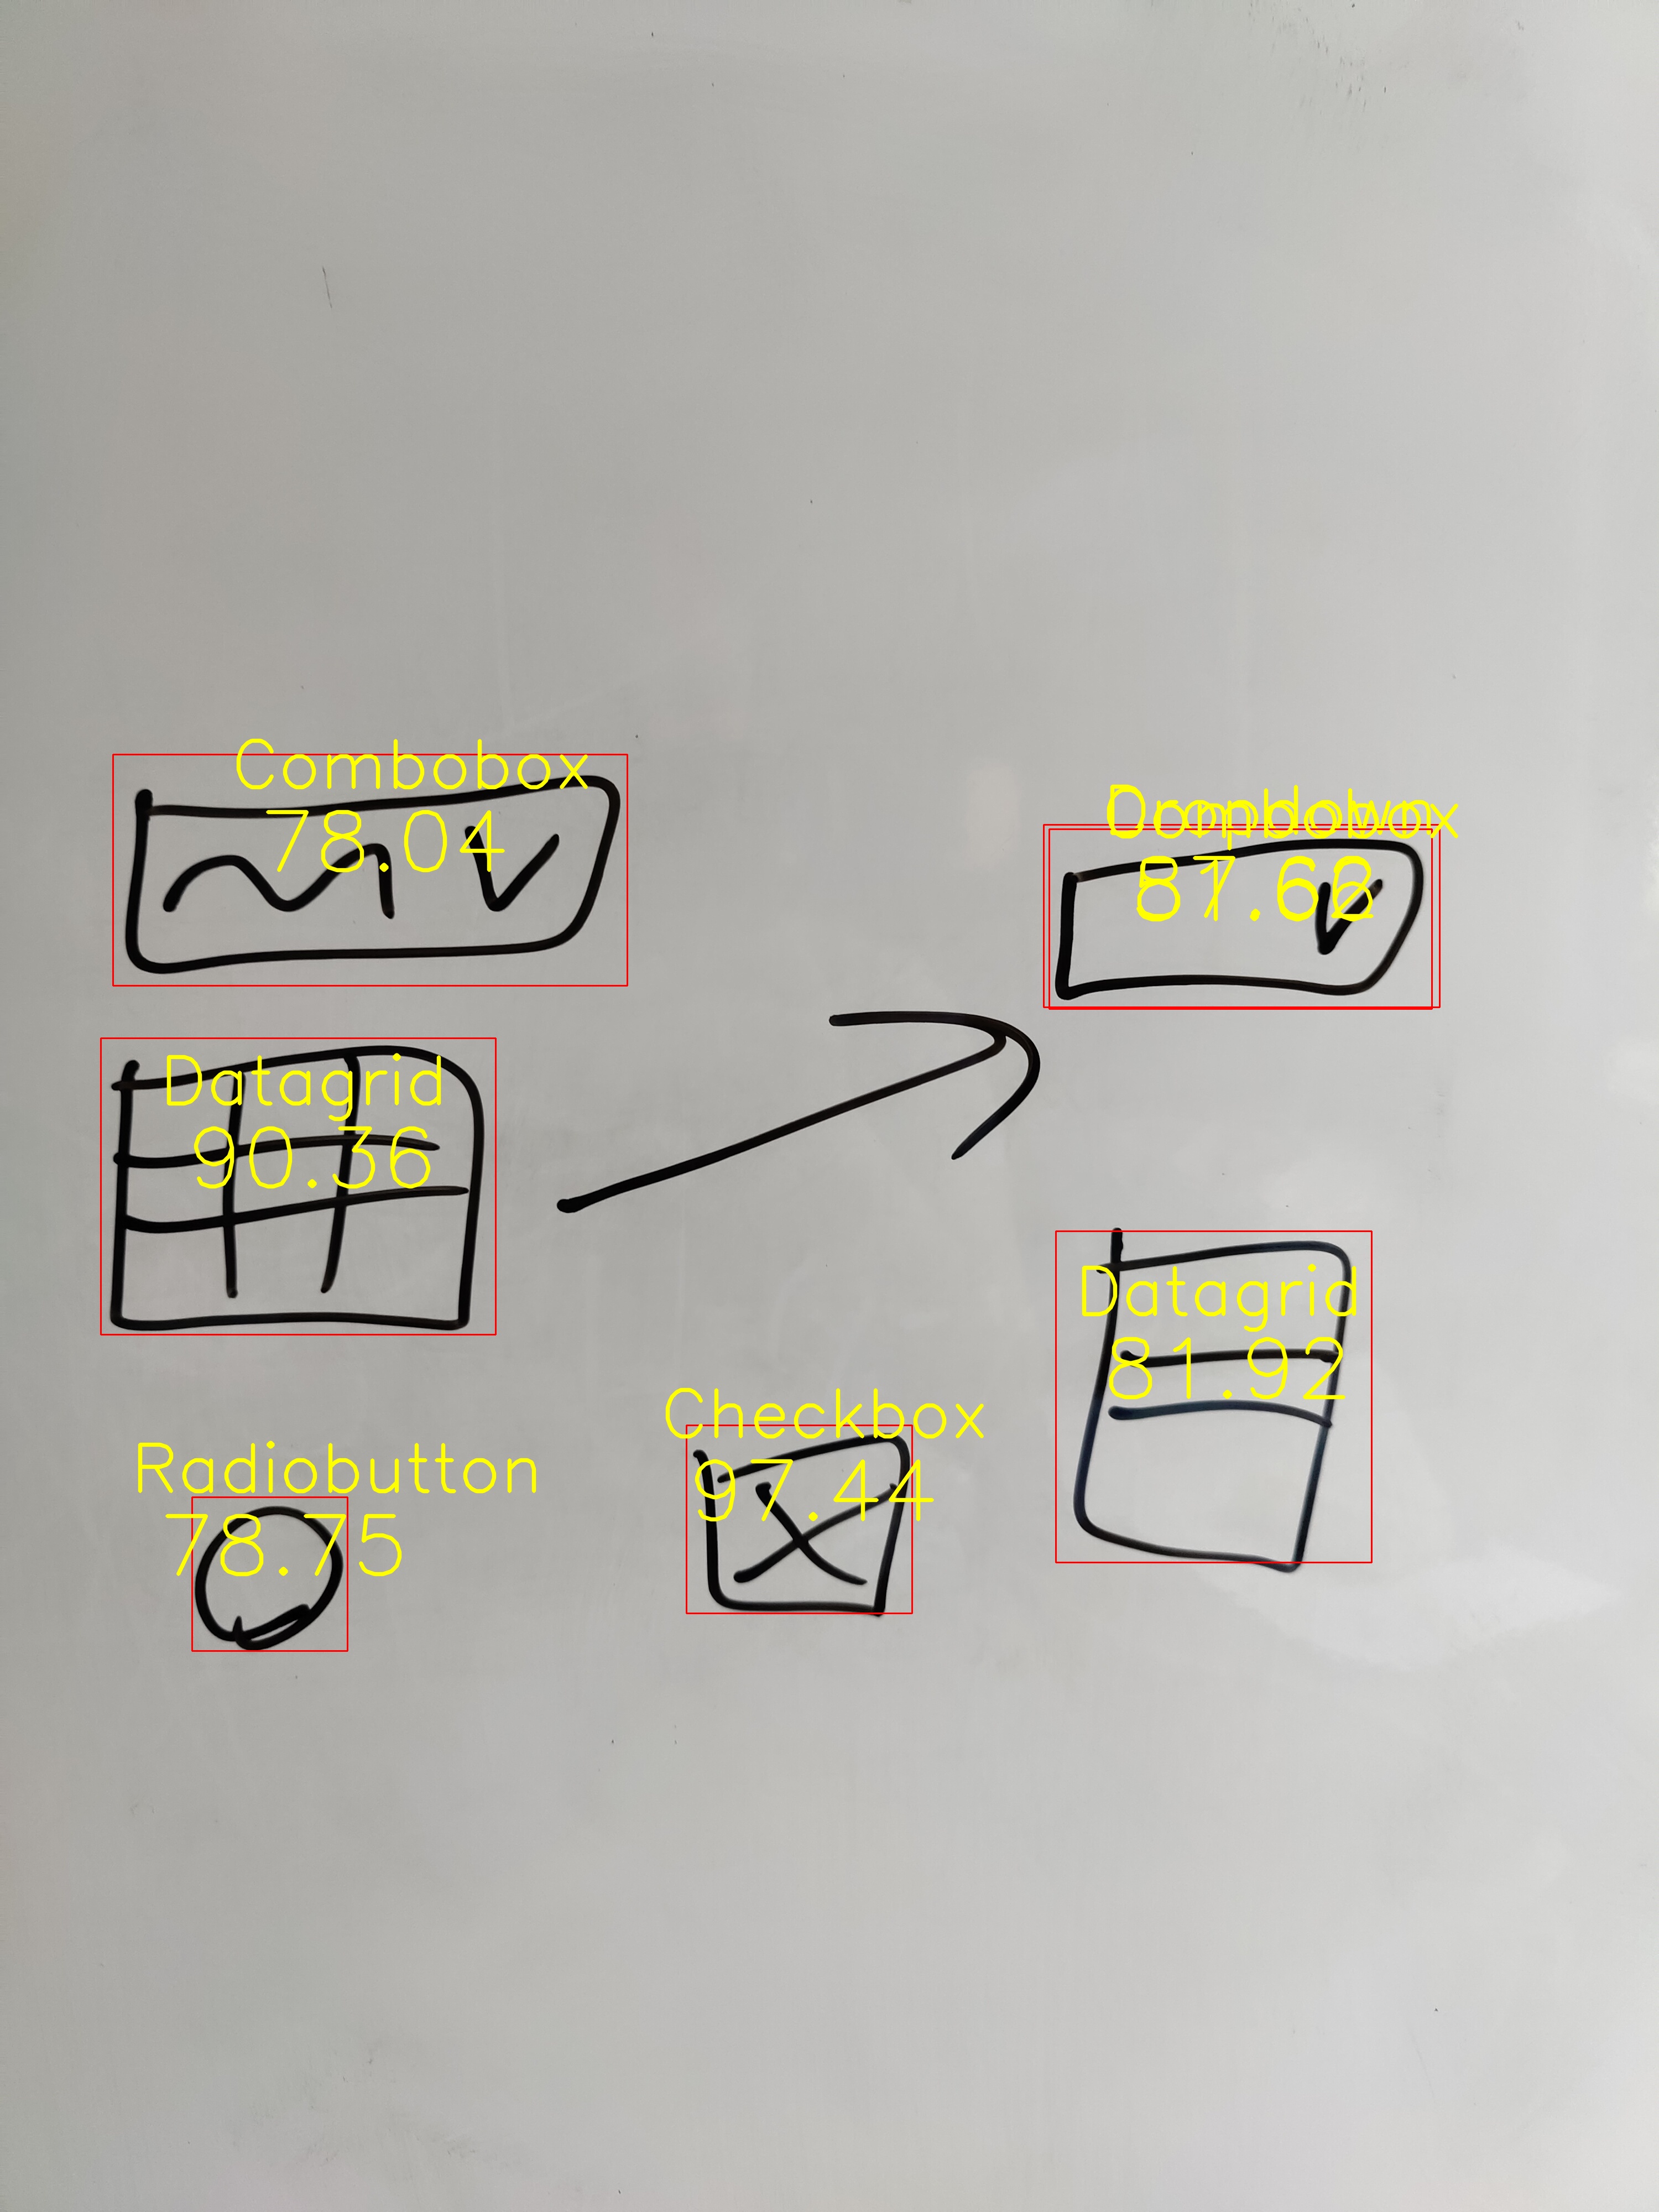 Combobox
78.04
Datagrid
90.36
Datagrid
81.92
Checkbox
97.44
Radiobutton
78.75